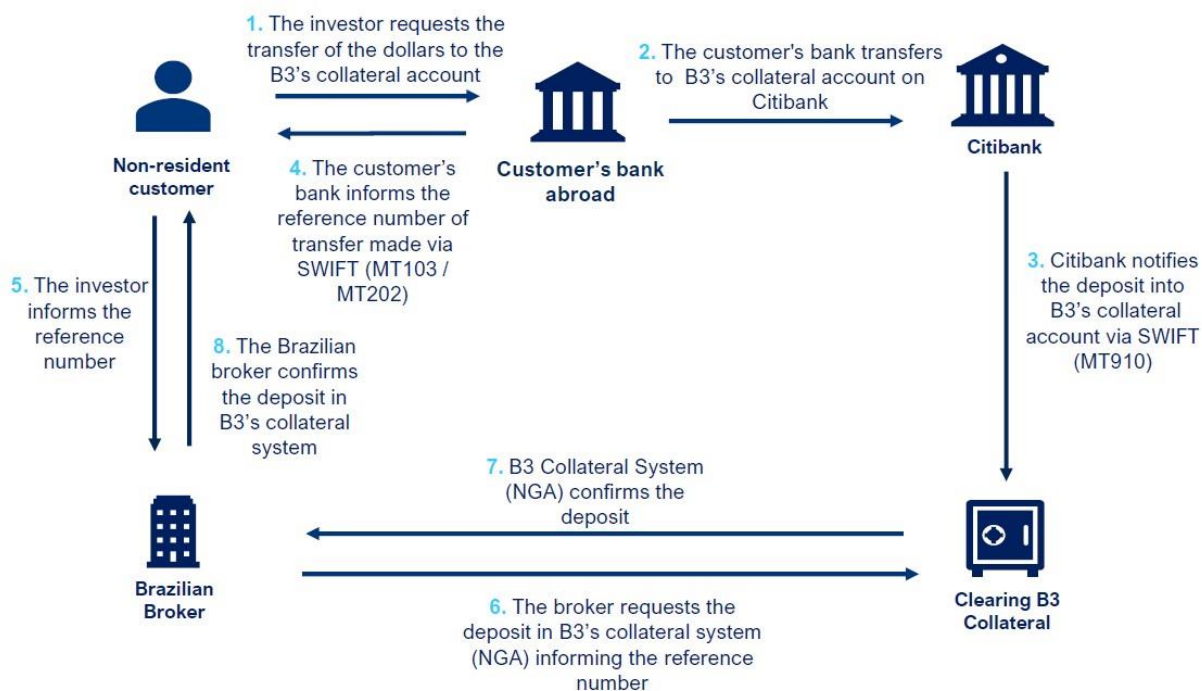 1. The investor requests the
transfer of the dollars to the
B3's collateral account
2. The customer's bank transfers
to B3's collateral account on
Citibank
Non-resident
customer
Customer's bank
abroad
Citibank
4. The customer's
bank informs the
reference number of
transfer made via
SWIFT (MT103 /
MT202)
3. Citibank notifies
the deposit into
B3's collateral
account via SWIFT
(MT910)
5. The investor
informs the
reference
number
8. The Brazilian
broker confirms
the deposit in
B3's collateral
system
7. B3 Collateral System
(NGA) confirms the
deposit
Brazilian
Broker
Clearing B3
Collateral
6. The broker requests the
deposit in B3's collateral system
(NGA) informing the reference
number